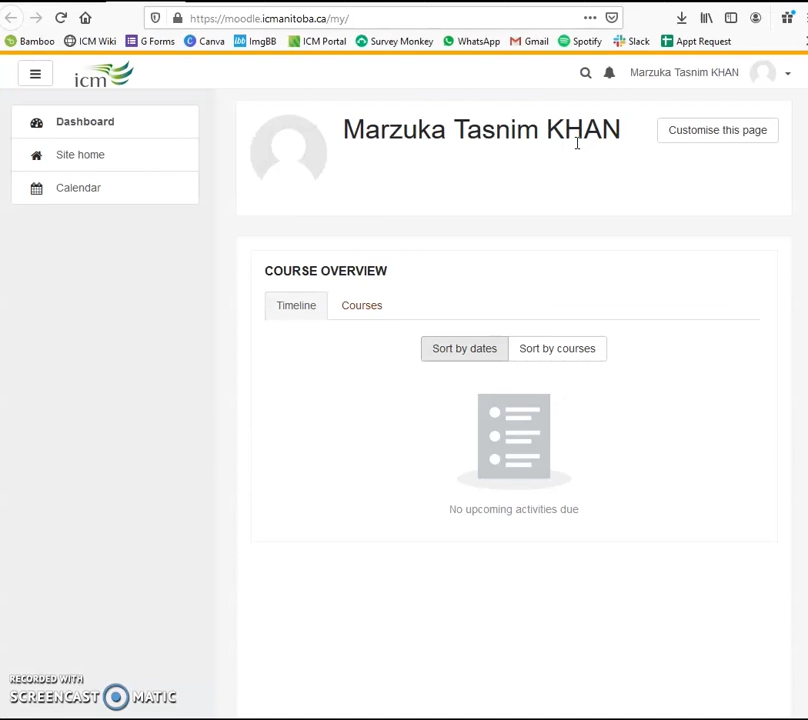 https://moodle.icmanitoba.ca/my/
Bamboo ICM Wiki G Forms Canva ibb ImgBB ICM Portal Survey Monkey WhatsApp Gmail Spotify Slack Appt Request
icm Marzuka Tasnim KHAN
Dashboard
Site home
Calendar
Marzuka Tasnim KHAN
Customise this page
COURSE OVERVIEW
Timeline Courses
Sort by dates Sort by courses
No upcoming activities due
RECORDED WITH
SCREENCAST MATIC